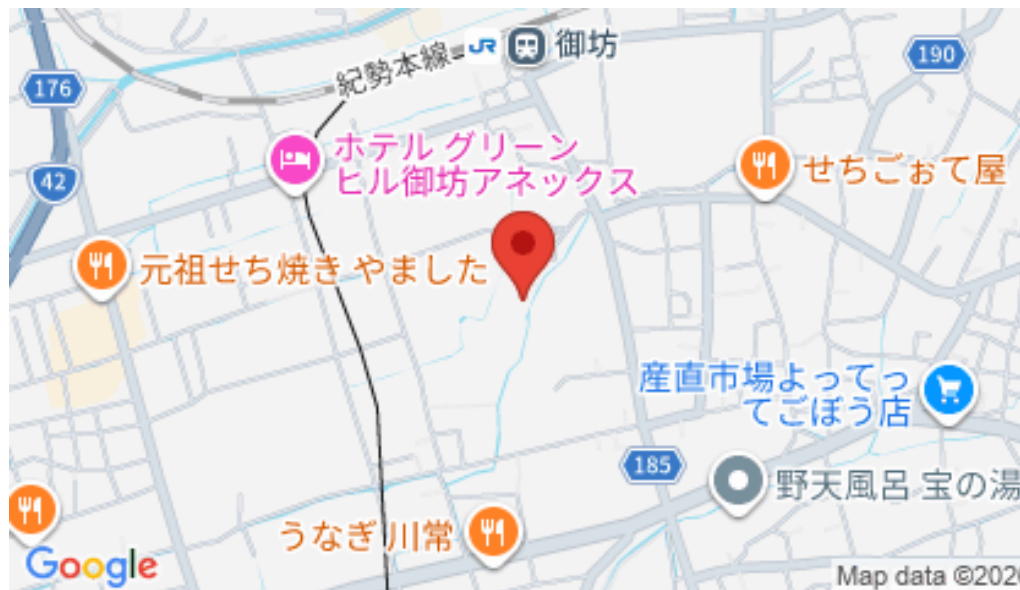 紀勢本線
JR
御坊
190
176
ホテル グリーン
ヒル御坊アネックス
せちごぉて屋
42
元祖せち焼き やました
産直市場よってっ
てごぼう店
185
野天風呂 宝の湯
うなぎ 川常
Google
Map data ©202